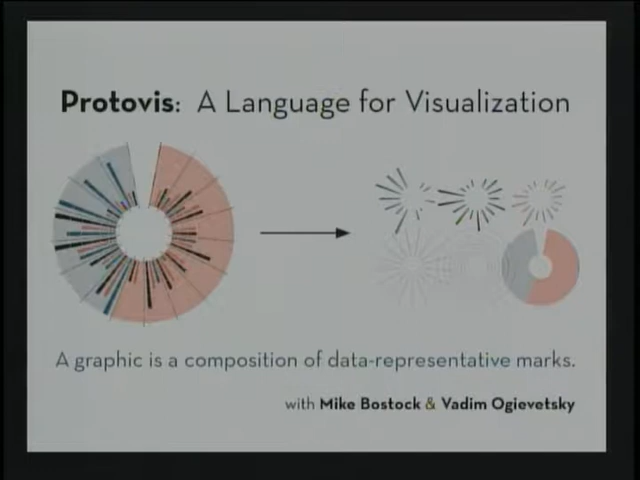 Protovis: A Language for Visualization
A graphic is a composition of data-representative marks.
with Mike Bostock & Vadim Ogievetsky